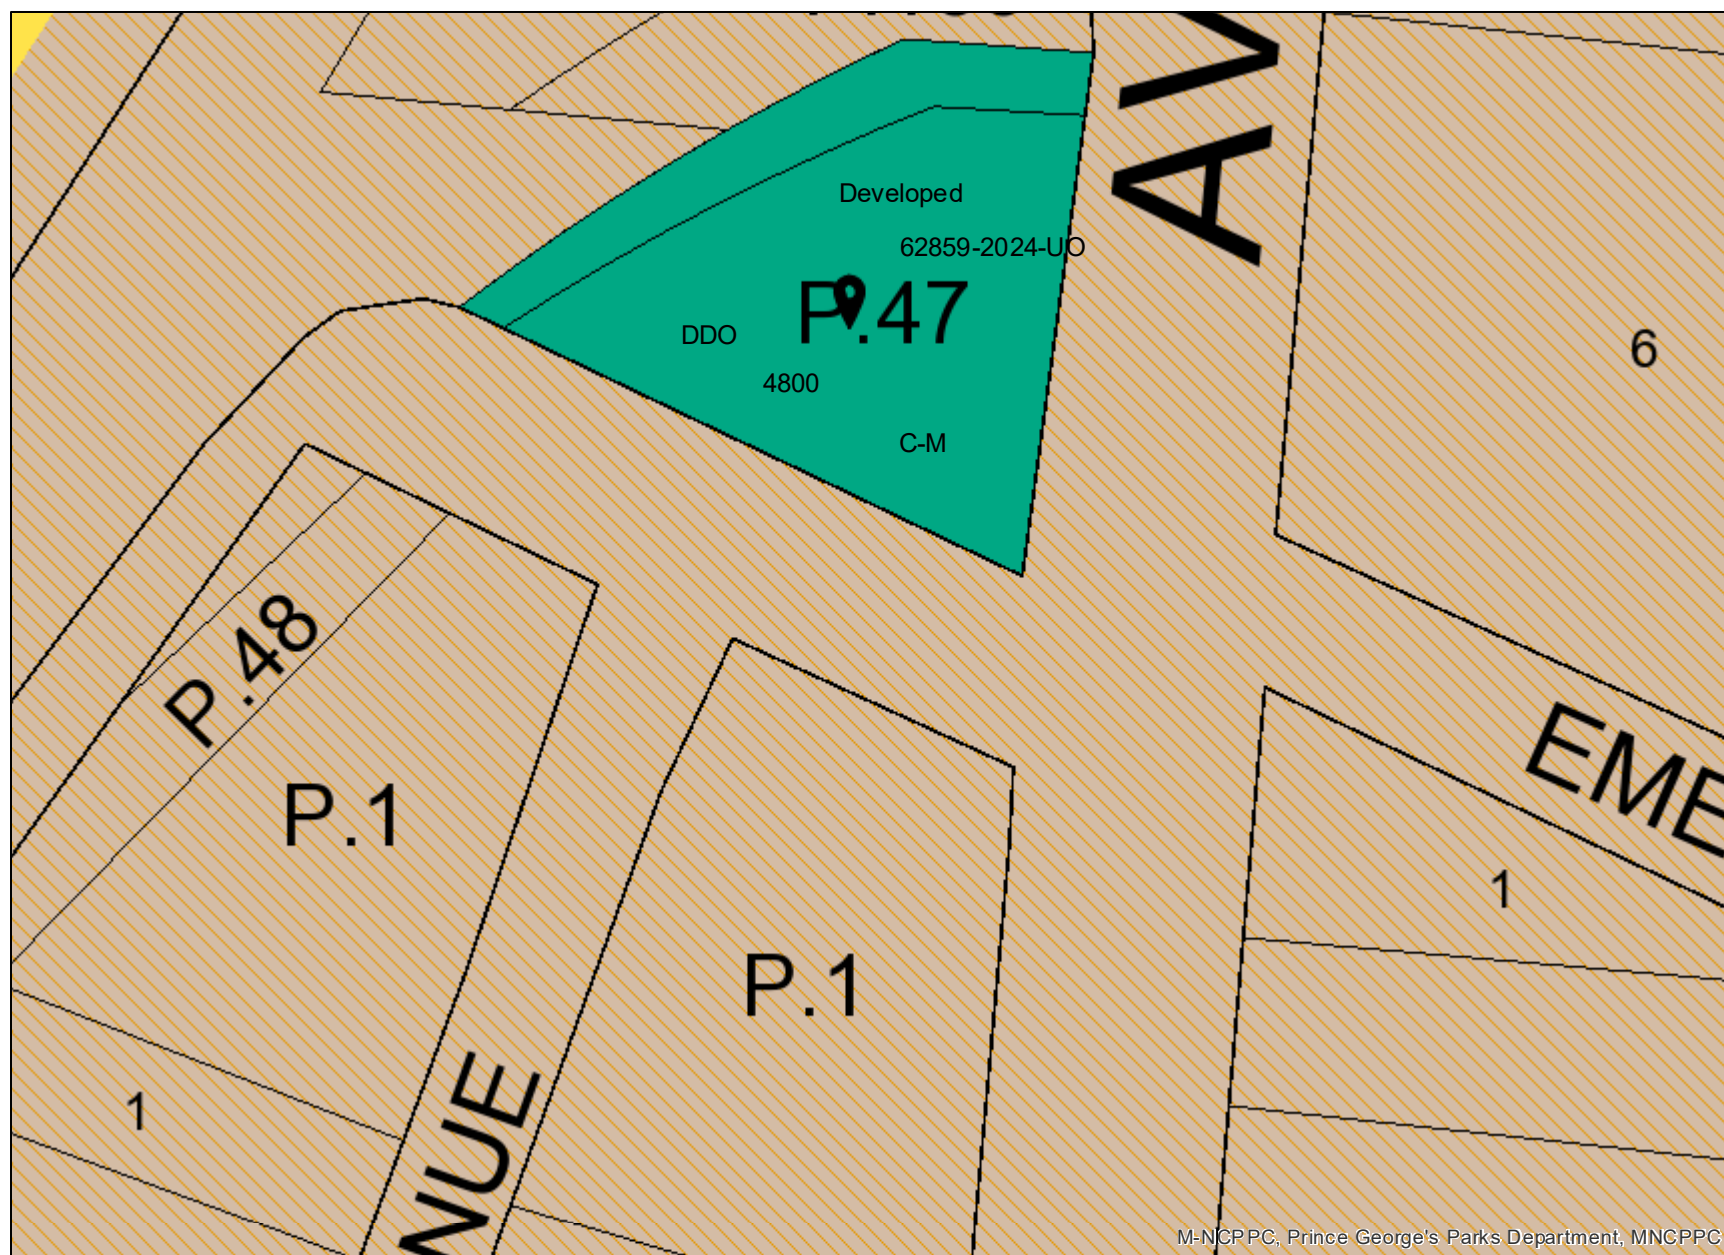 AV
Developed
62859-2024-UO
P.47
DDO
4800
C-M
6
P.48
P.1
EME
1
P.1
1
NUE
M-NCPPC, Prince George's Parks Department, MNCPPC